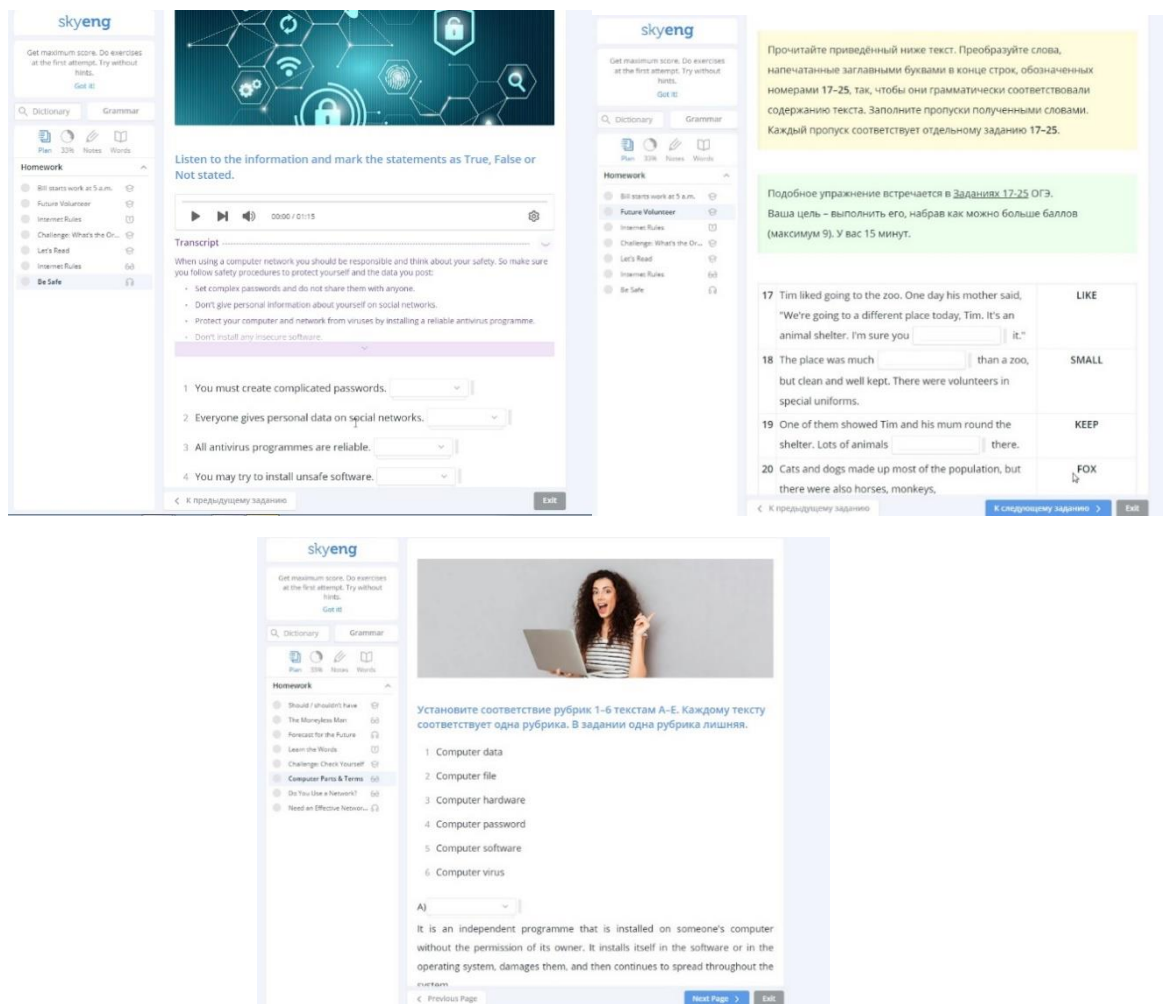 skyeng
Get maximum score. Do exercises
at the first attempt. Try without
hints.
Got it!
Dictionary Grammar
Plan 33% Notes Words
Homework
Bill starts work at 5 a.m.
Future Volunteer
Internet Rules
Challenge: What's the Or...
Let's Read
Internet Rules
Be Safe
Listen to the information and mark the statements as True, False or
Not stated.
00:00 / 01:15
Transcript
When using a computer network you should be responsible and think about your safety. So make sure
you follow safety procedures to protect yourself and the data you post:
• Set complex passwords and do not share them with anyone.
• Don't give personal information about yourself on social networks.
• Protect your computer and network from viruses by installing a reliable antivirus programme.
• Don't install any insecure software.
1 You must create complicated passwords.
2 Everyone gives personal data on social networks.
3 All antivirus programmes are reliable.
4 You may try to install unsafe software.
К предыдущему заданию
Exit
skyeng
Get maximum score. Do exercises
at the first attempt. Try without
hints.
Got it!
Dictionary Grammar
Plan 33% Notes Words
Homework
Bill starts work at 5 a.m.
Future Volunteer
Internet Rules
Challenge: What's the Or...
Let's Read
Internet Rules
Be Safe
Прочитайте приведённый ниже текст. Преобразуйте слова,
напечатанные заглавными буквами в конце строк, обозначенных
номерами 17–25, так, чтобы они грамматически соответствовали
содержанию текста. Заполните пропуски полученными словами.
Каждый пропуск соответствует отдельному заданию 17–25.
Подобное упражнение встречается в Заданиях 17-25 ОГЭ.
Ваша цель – выполнить его, набрав как можно больше баллов
(максимум 9). У вас 15 минут.
17 Tim liked going to the zoo. One day his mother said, LIKE
"We're going to a different place today, Tim. It's an
animal shelter. I'm sure you it."
18 The place was much than a zoo, SMALL
but clean and well kept. There were volunteers in
special uniforms.
19 One of them showed Tim and his mum round the KEEP
shelter. Lots of animals there.
20 Cats and dogs made up most of the population, but FOX
there were also horses, monkeys,
К предыдущему заданию
К следующему заданию
Exit
skyeng
Get maximum score. Do exercises
at the first attempt. Try without
hints.
Got it!
Dictionary Grammar
Plan 33% Notes Words
Homework
Should / shouldn't have
The Moneyless Man
Forecast for the Future
Learn the Words
Challenge: Check Yourself
Computer Parts & Terms
Do You Use a Network?
Need an Effective Networ...
Установите соответствие рубрик 1–6 текстам A–E. Каждому тексту
соответствует одна рубрика. В задании одна рубрика лишняя.
1 Computer data
2 Computer file
3 Computer hardware
4 Computer password
5 Computer software
6 Computer virus
A)
It is an independent programme that is installed on someone's computer
without the permission of its owner. It installs itself in the software or in the
operating system, damages them, and then continues to spread throughout the
system
Previous Page
Next Page
Exit